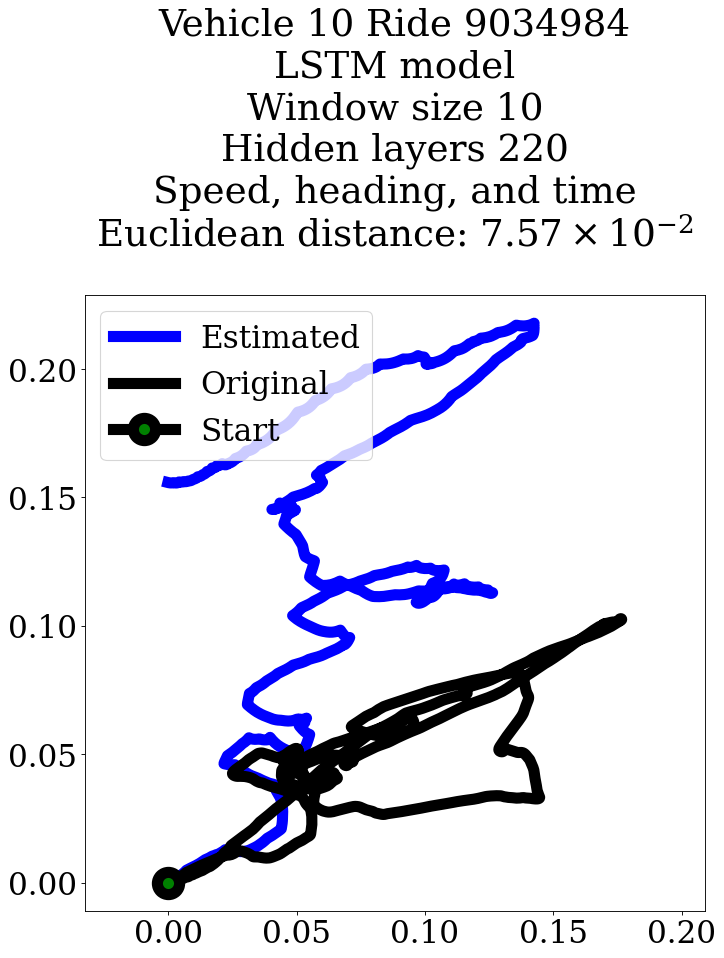 Vehicle 10 Ride 9034984
LSTM model
Window size 10
Hidden layers 220
Speed, heading, and time
Euclidean distance: 7.57 × 10⁻²
Estimated
Original
Start
0.20
0.15
0.10
0.05
0.00
0.00 0.05 0.10 0.15 0.20